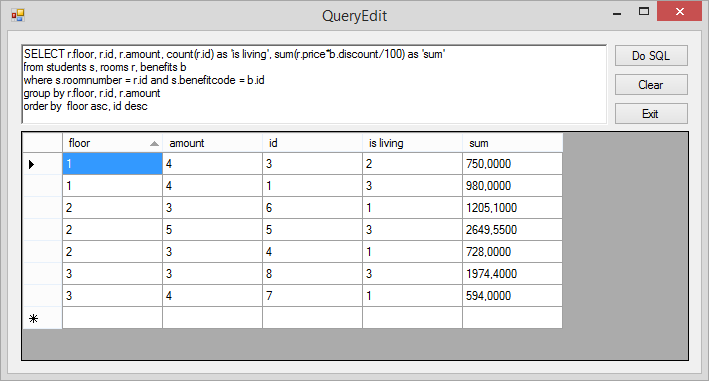 QueryEdit
SELECT r.floor, r.id, r.amount, count(r.id) as 'is living', sum(r.price*b.discount/100) as 'sum'
from students s, rooms r, benefits b
where s.roomnumber = r.id and s.benefitcode = b.id
group by r.floor, r.id, r.amount
order by  floor asc, id desc
Do SQL
Clear
Exit
floor amount id is living sum
1 4 3 2 750,0000
1 4 1 3 980,0000
2 3 6 1 1205,1000
2 5 5 3 2649,5500
2 3 4 1 728,0000
3 3 8 3 1974,4000
3 4 7 1 594,0000